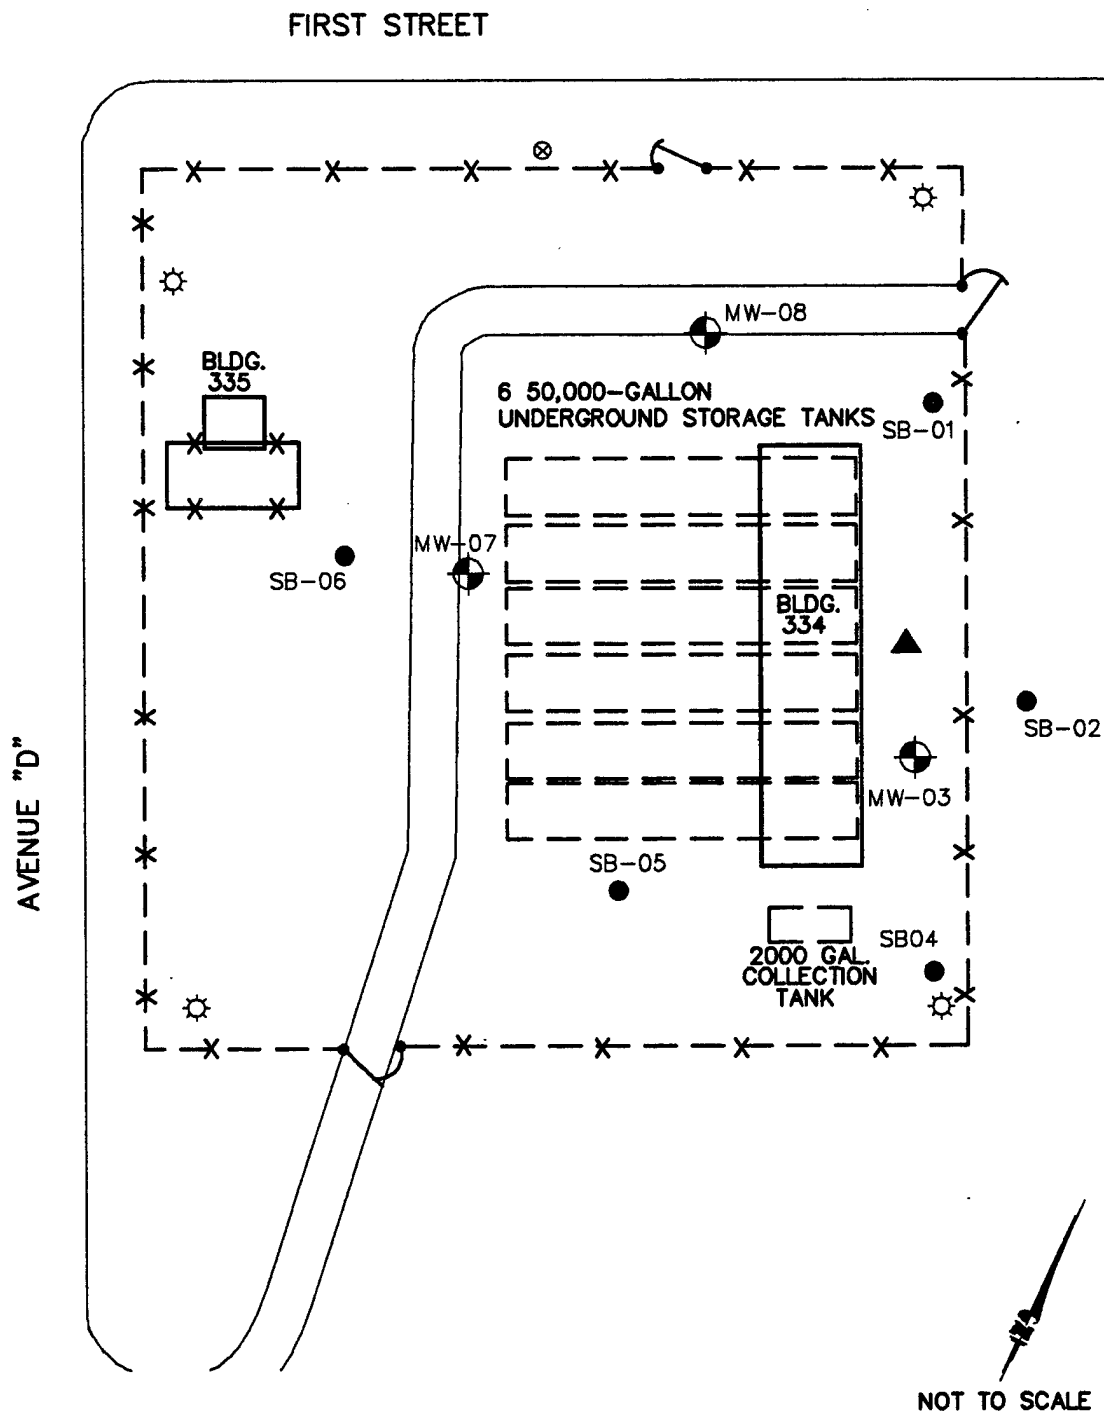 FIRST STREET
MW-08
BLDG.
335
6 50,000-GALLON
UNDERGROUND STORAGE TANKS
SB-01
MW-07
SB-06
BLDG.
334
SB-02
AVENUE "D"
MW-03
SB-05
SB04
2000 GAL.
COLLECTION
TANK
N
NOT TO SCALE